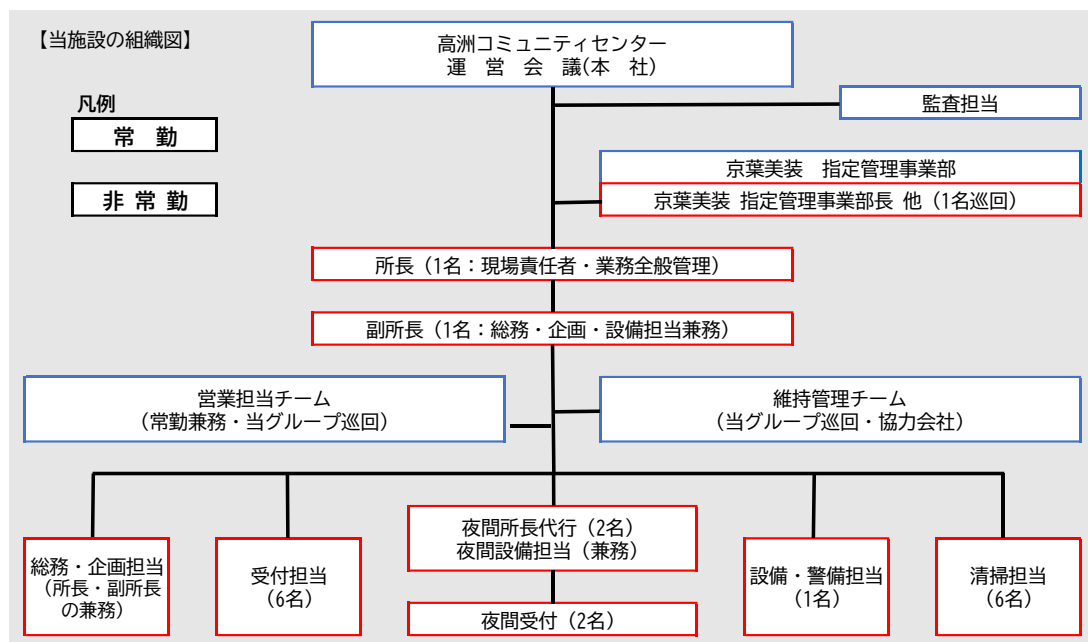 【当施設の組織図】
高洲コミュニティセンター
運 営 会 議(本 社)
凡例
常 勤
非 常 勤
監査担当
京葉美装 指定管理事業部
京葉美装 指定管理事業部長 他（1名巡回）
所長（1名：現場責任者・業務全般管理）
副所長（1名：総務・企画・設備担当兼務）
営業担当チーム
（常勤兼務・当グループ巡回）
維持管理チーム
（当グループ巡回・協力会社）
総務・企画担当
（所長・副所長
の兼務）
受付担当
（6名）
夜間所長代行（2名）
夜間設備担当（兼務）
夜間受付（2名）
設備・警備担当
（1名）
清掃担当
（6名）